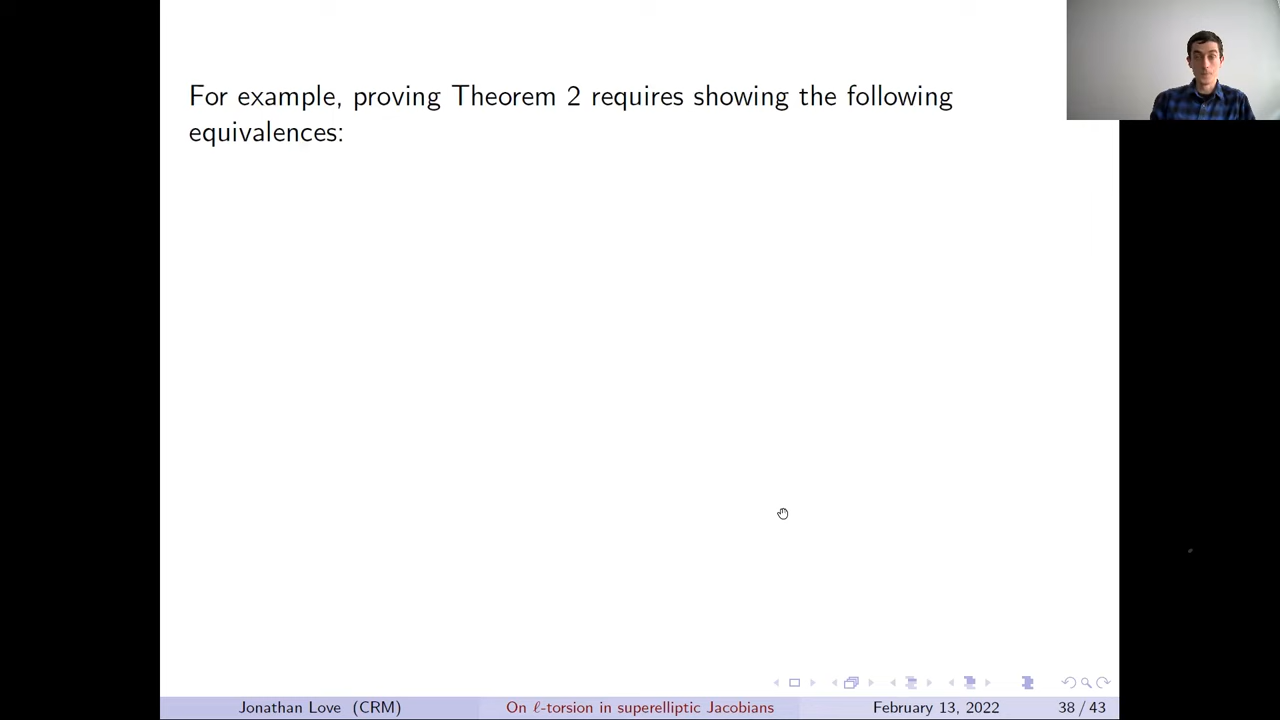 For example, proving Theorem 2 requires showing the following
equivalences:
Jonathan Love (CRM) On ℓ-torsion in superelliptic Jacobians February 13, 2022 38 / 43